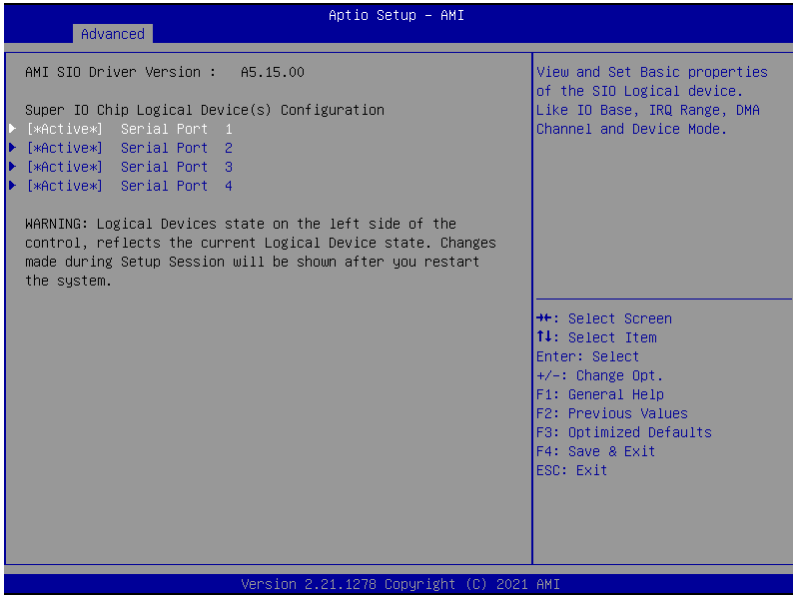 Aptio Setup – AMI
Advanced
AMI SIO Driver Version : A5.15.00
Super IO Chip Logical Device(s) Configuration
[*Active*] Serial Port 1
[*Active*] Serial Port 2
[*Active*] Serial Port 3
[*Active*] Serial Port 4
WARNING: Logical Devices state on the left side of the
control, reflects the current Logical Device state. Changes
made during Setup Session will be shown after you restart
the system.
View and Set Basic properties
of the SIO Logical device.
Like IO Base, IRQ Range, DMA
Channel and Device Mode.
→←: Select Screen
↑↓: Select Item
Enter: Select
+/-: Change Opt.
F1: General Help
F2: Previous Values
F3: Optimized Defaults
F4: Save & Exit
ESC: Exit
Version 2.21.1278 Copyright (C) 2021 AMI